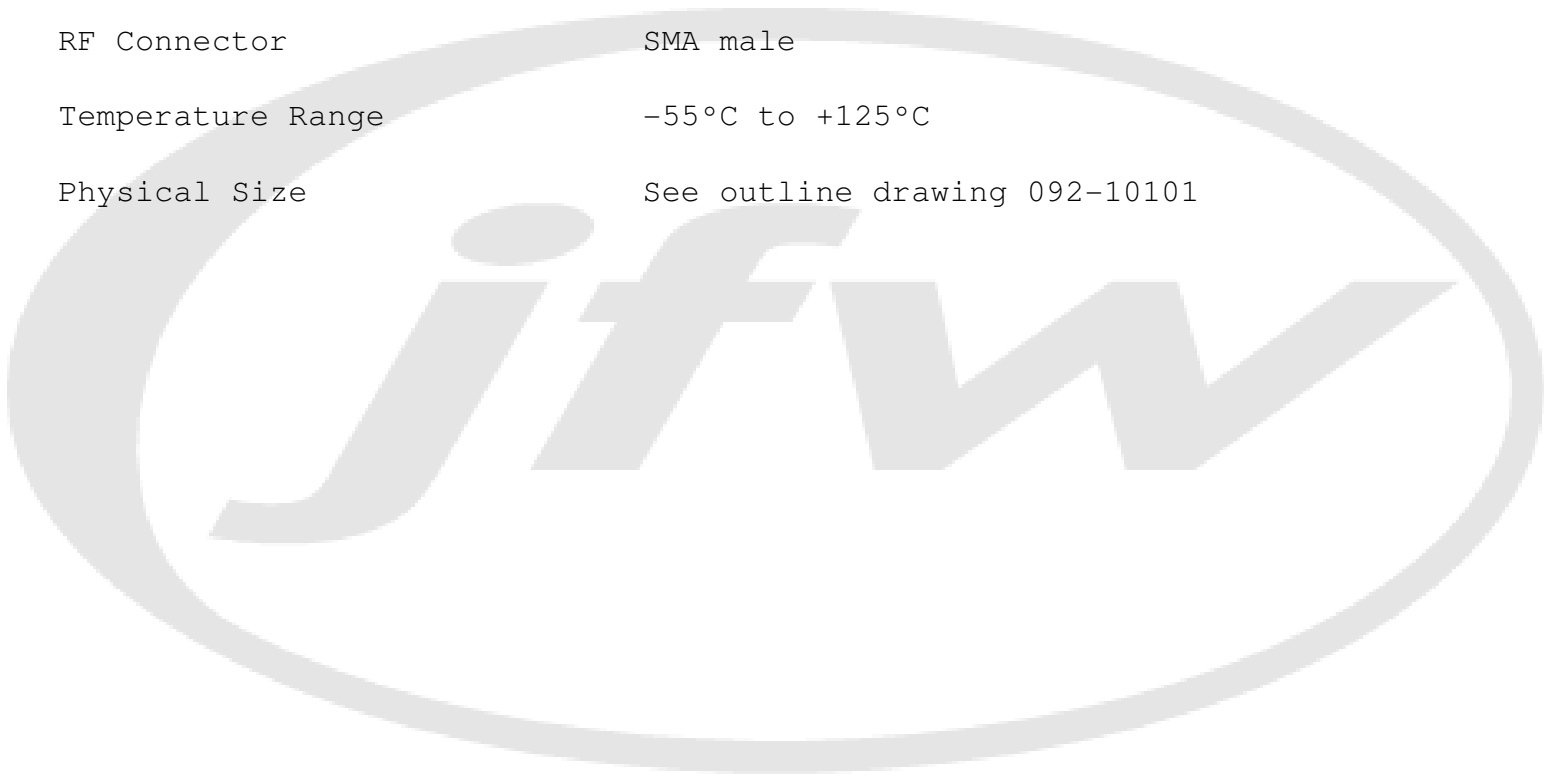 RF Connector SMA male
Temperature Range -55°C to +125°C
Physical Size See outline drawing 092-10101
jfw